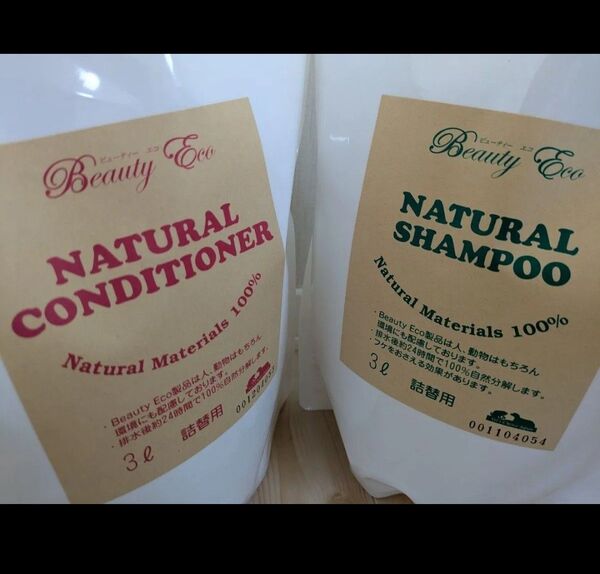 ビューティー エコ
Beauty Eco
NATURAL
CONDITIONER
Natural Materials 100%
・Beauty Eco製品は人、動物はもちろん
環境にも配慮しております。
・排水後約24時間で100%自然分解します。
3ℓ 詰替用
ビューティー エコ
Beauty Eco
NATURAL
SHAMPOO
Natural Materials 100%
・Beauty Eco製品は人、動物はもちろん
環境にも配慮しております。
・排水後約24時間で100%自然分解します。
・フケをおさえる効果があります。
3ℓ 詰替用
001104054